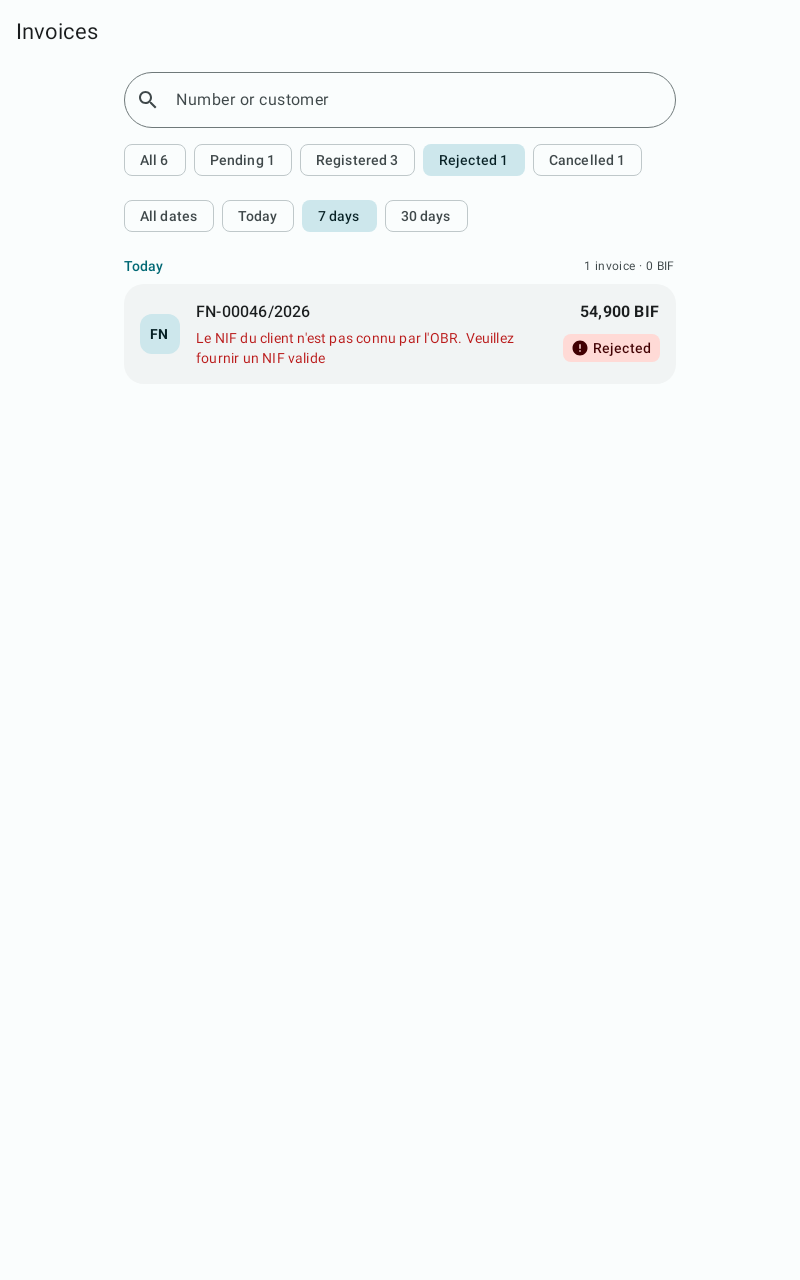 Invoices
Number or customer
All 6
Pending 1
Registered 3
Rejected 1
Cancelled 1
All dates
Today
7 days
30 days
Today
1 invoice · 0 BIF
FN
FN-00046/2026
54,900 BIF
Le NIF du client n'est pas connu par l'OBR. Veuillez
fournir un NIF valide
Rejected